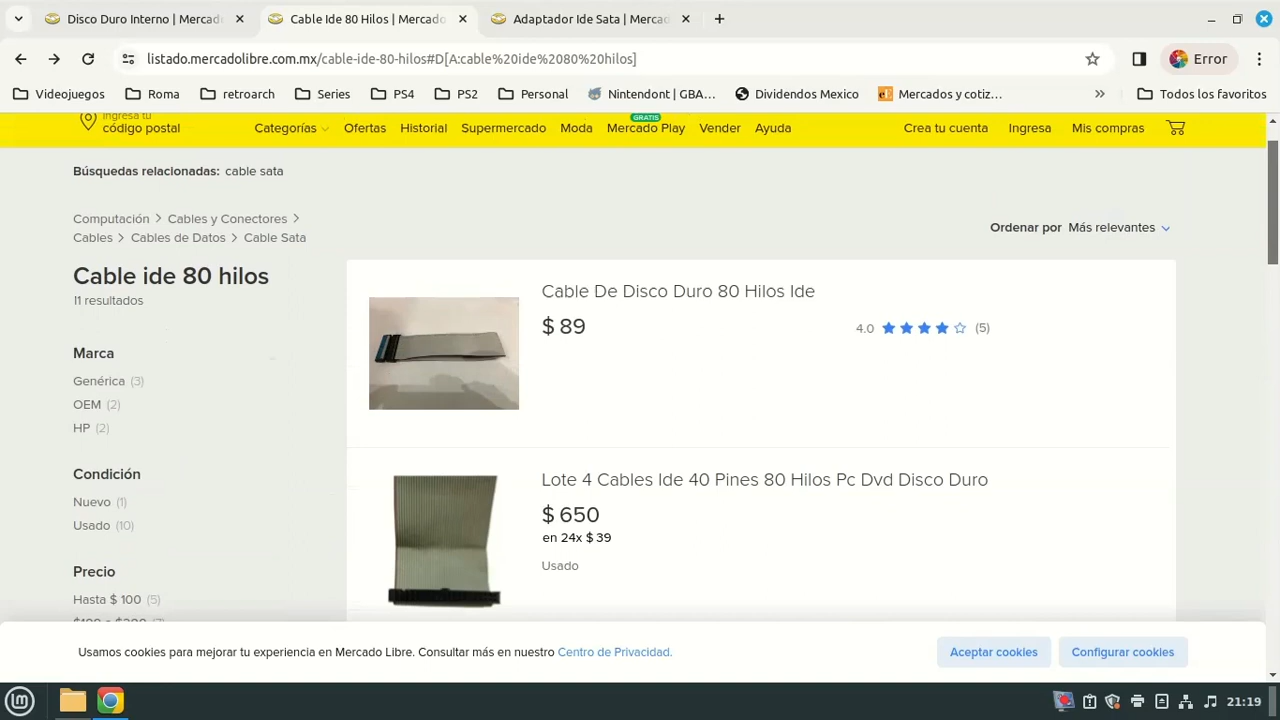 Disco Duro Interno | Mercad
Cable Ide 80 Hilos | Mercado
Adaptador Ide Sata | Mercad
listado.mercadolibre.com.mx/cable-ide-80-hilos#D[A:cable%20ide%2080%20hilos]
Error
Videojuegos
Roma
retroarch
Series
PS4
PS2
Personal
Nintendont | GBA...
Dividendos Mexico
Mercados y cotiz...
Todos los favoritos
Ingresa tu
código postal
Categorías
Ofertas
Historial
Supermercado
Moda
GRATIS
Mercado Play
Vender
Ayuda
Crea tu cuenta
Ingresa
Mis compras
Búsquedas relacionadas: cable sata
Computación > Cables y Conectores >
Cables > Cables de Datos > Cable Sata
Ordenar por Más relevantes
Cable ide 80 hilos
11 resultados
Marca
Genérica (3)
OEM (2)
HP (2)
Condición
Nuevo (1)
Usado (10)
Precio
Hasta $ 100 (5)
Cable De Disco Duro 80 Hilos Ide
$ 89
4.0 (5)
Lote 4 Cables Ide 40 Pines 80 Hilos Pc Dvd Disco Duro
$ 650
en 24x $ 39
Usado
Usamos cookies para mejorar tu experiencia en Mercado Libre. Consultar más en nuestro Centro de Privacidad.
Aceptar cookies
Configurar cookies
21:19